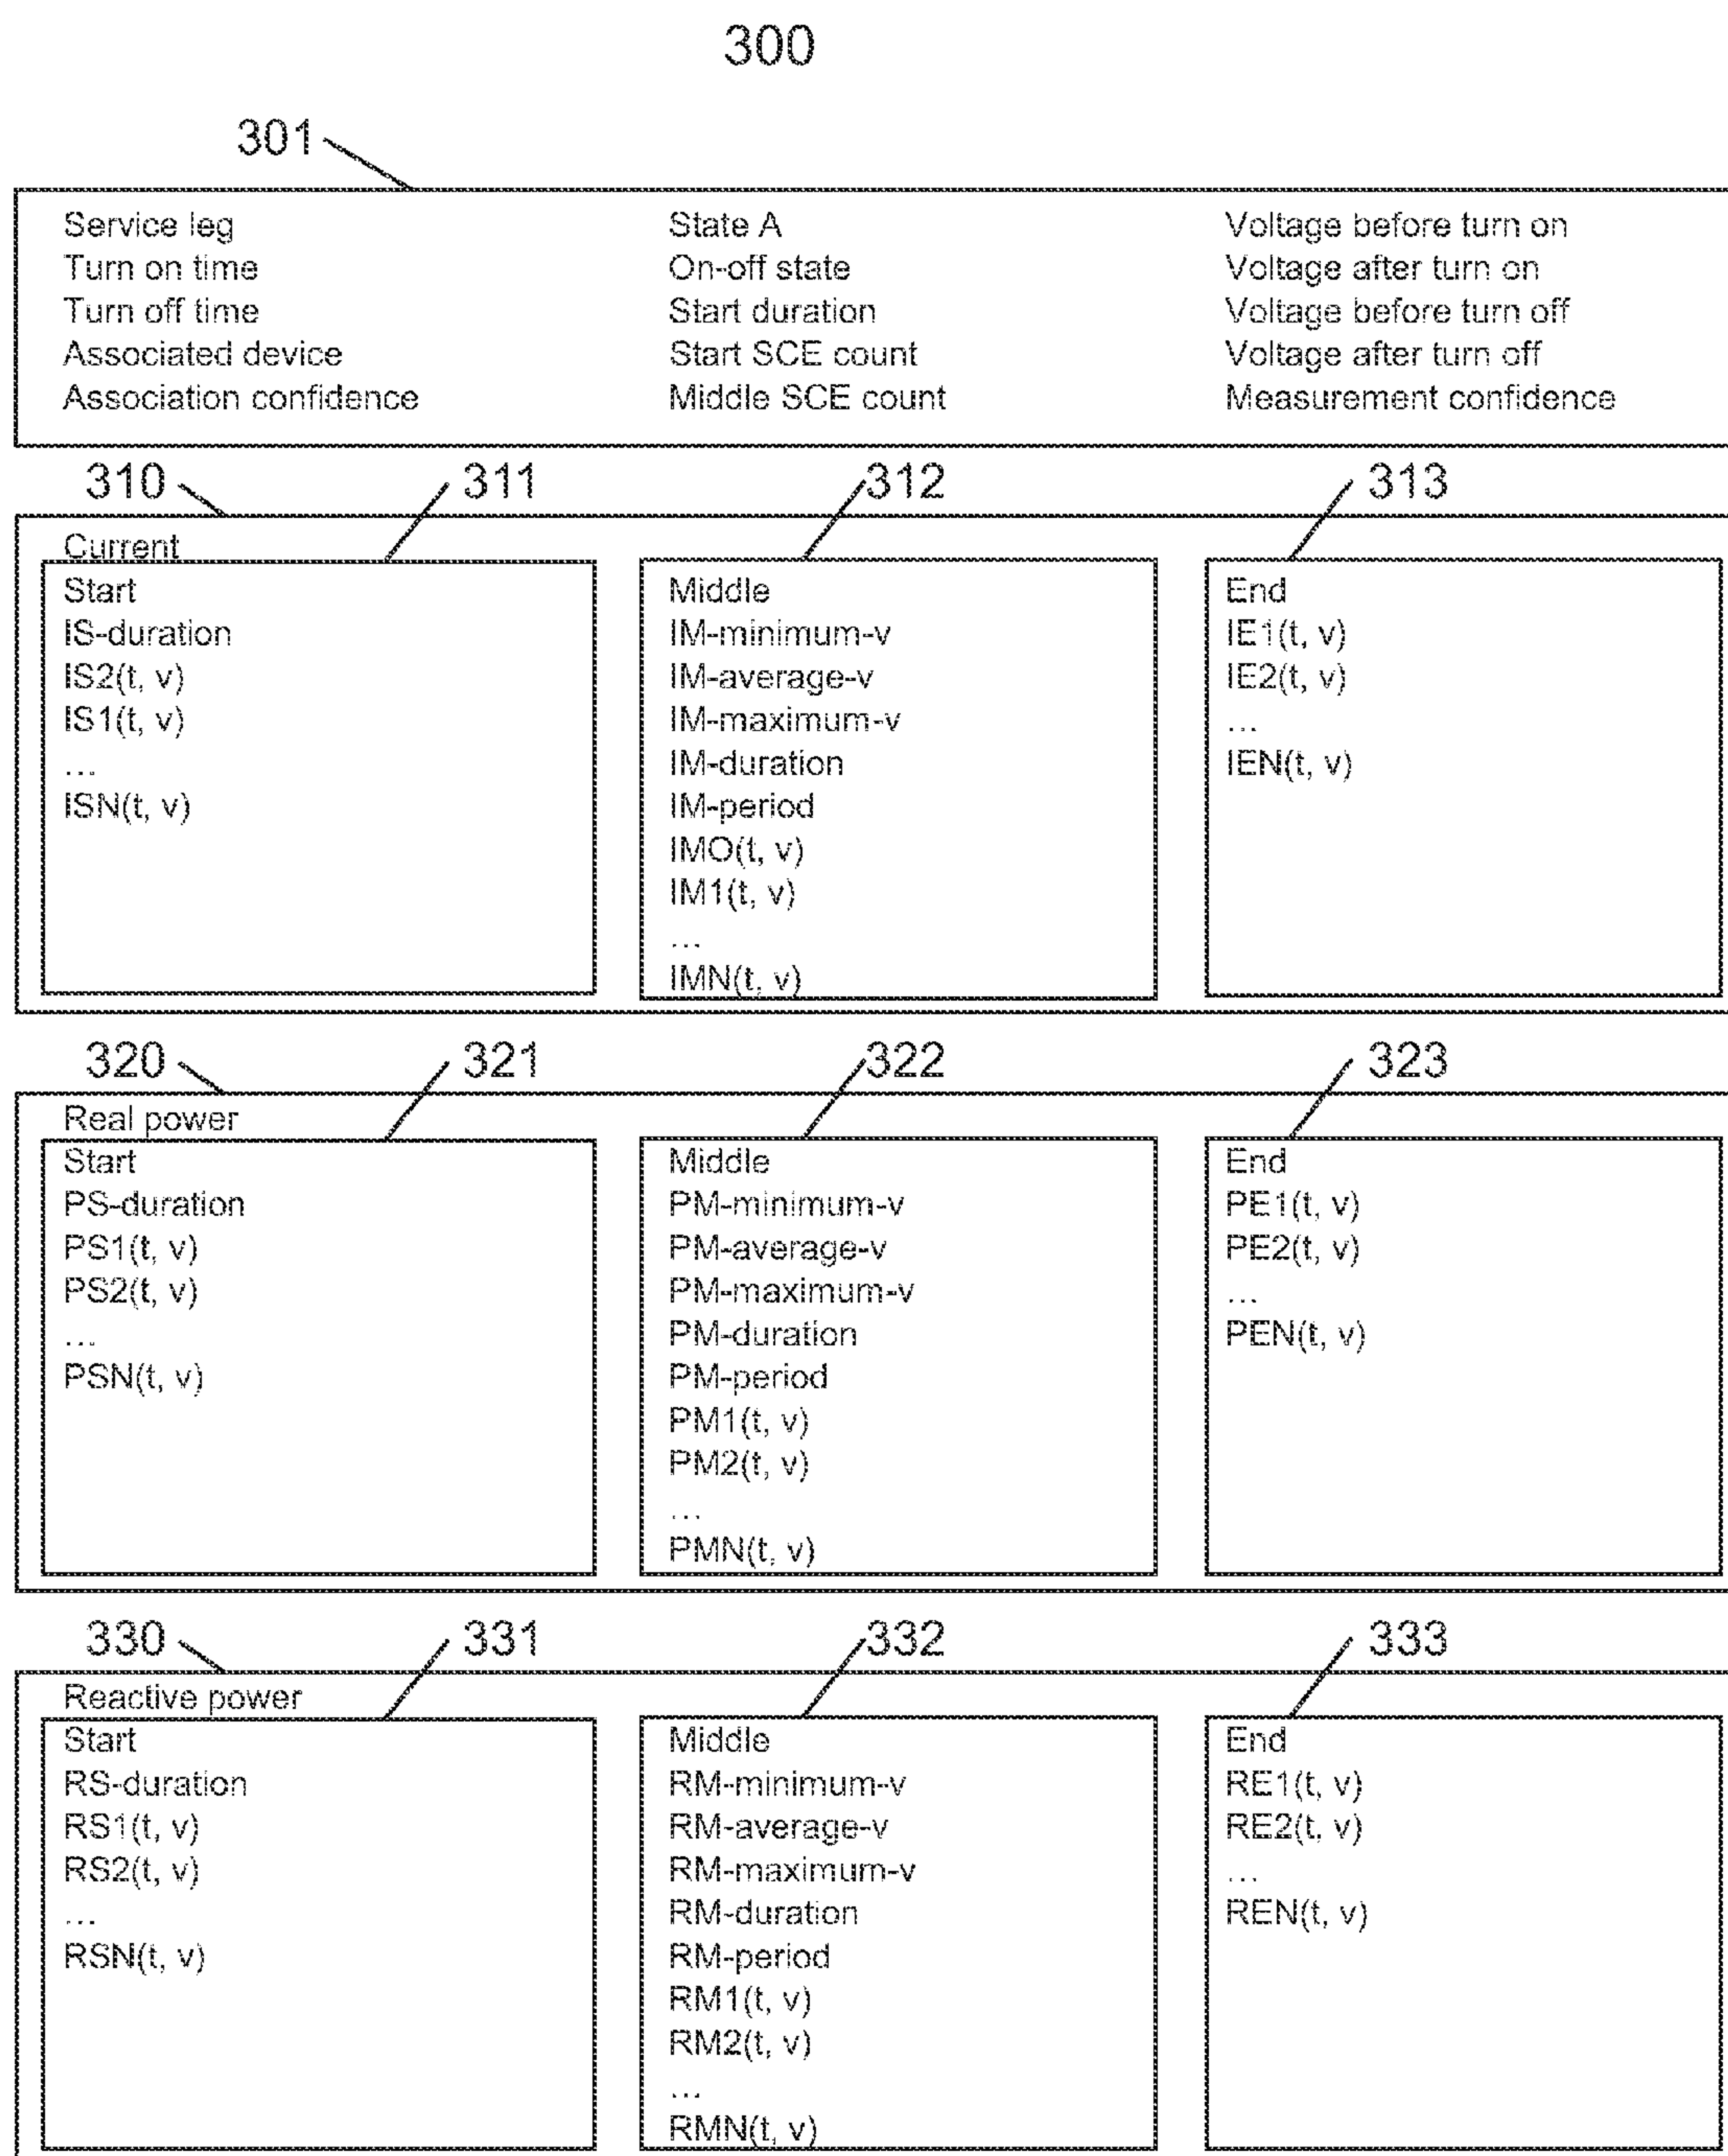 300
301
Service leg State A Voltage before turn on
Turn on time On-off state Voltage after turn on
Turn off time Start duration Voltage before turn off
Associated device Start SCE count Voltage after turn off
Association confidence Middle SCE count Measurement confidence
310 311 312 313
Current
Start Middle End
IS-duration IM-minimum-v IE1(t, v)
IS2(t, v) IM-average-v IE2(t, v)
IS1(t, v) IM-maximum-v ...
... IM-duration IEN(t, v)
ISN(t, v) IM-period
IMO(t, v)
IM1(t, v)
...
IMN(t, v)
320 321 322 323
Real power
Start Middle End
PS-duration PM-minimum-v PE1(t, v)
PS1(t, v) PM-average-v PE2(t, v)
PS2(t, v) PM-maximum-v ...
... PM-duration PEN(t, v)
PSN(t, v) PM-period
PM1(t, v)
PM2(t, v)
...
PMN(t, v)
330 331 332 333
Reactive power
Start Middle End
RS-duration RM-minimum-v RE1(t, v)
RS1(t, v) RM-average-v RE2(t, v)
RS2(t, v) RM-maximum-v ...
... RM-duration REN(t, v)
RSN(t, v) RM-period
RM1(t, v)
RM2(t, v)
...
RMN(t, v)